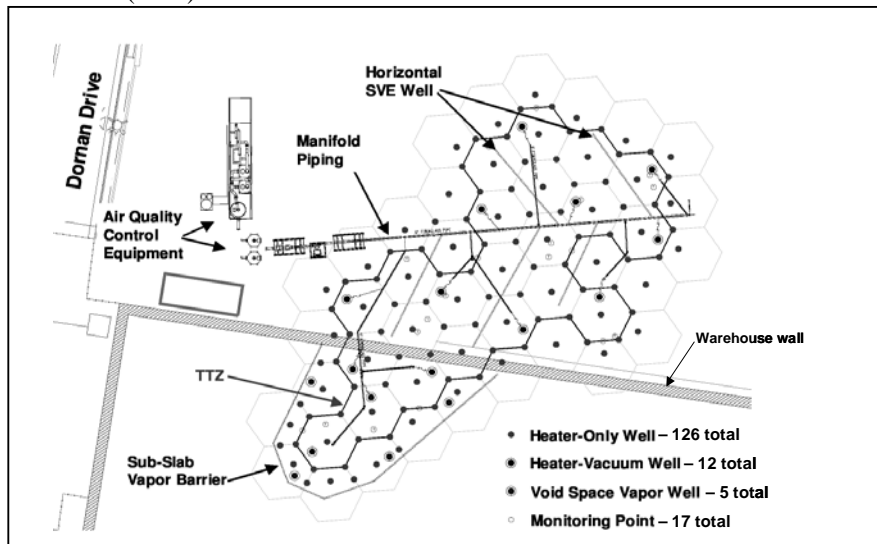 Dornan Drive
Horizontal
SVE Well
Manifold
Piping
Air Quality
Control
Equipment
Warehouse wall
TTZ
Sub-Slab
Vapor Barrier
Heater-Only Well – 126 total
Heater-Vacuum Well – 12 total
Void Space Vapor Well – 5 total
Monitoring Point – 17 total